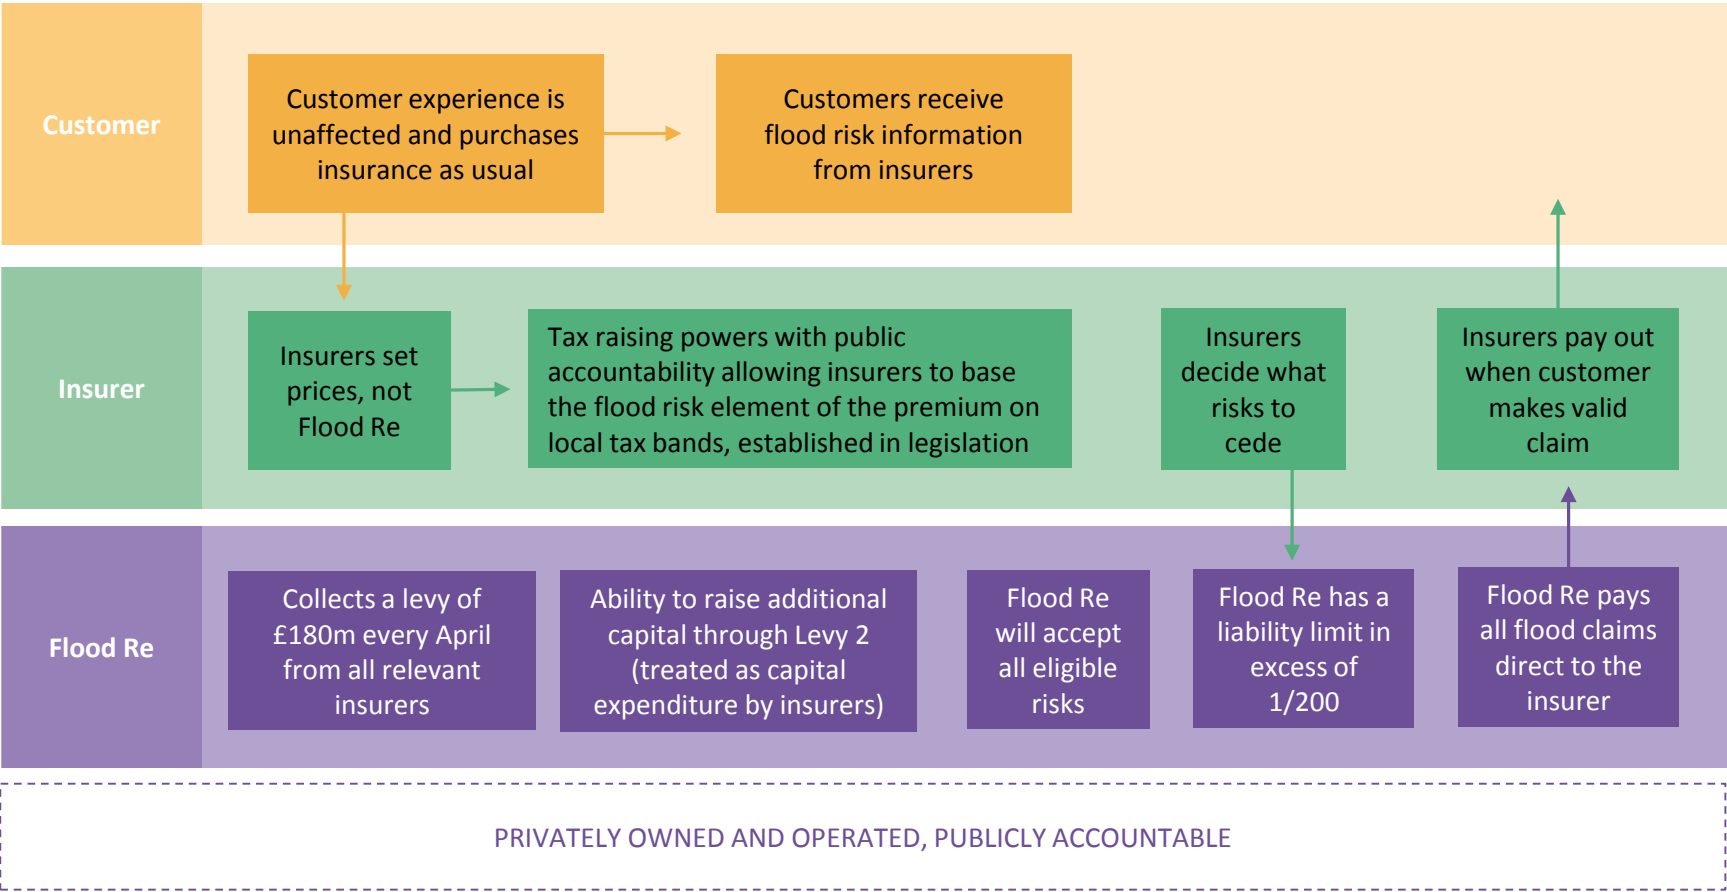 Customer
Customer experience is
unaffected and purchases
insurance as usual
Customers receive
flood risk information
from insurers
Insurer
Insurers set
prices, not
Flood Re
Tax raising powers with public
accountability allowing insurers to base
the flood risk element of the premium on
local tax bands, established in legislation
Insurers
decide what
risks to
cede
Insurers pay out
when customer
makes valid
claim
Flood Re
Collects a levy of
£180m every April
from all relevant
insurers
Ability to raise additional
capital through Levy 2
(treated as capital
expenditure by insurers)
Flood Re
will accept
all eligible
risks
Flood Re has a
liability limit in
excess of
1/200
Flood Re pays
all flood claims
direct to the
insurer
PRIVATELY OWNED AND OPERATED, PUBLICLY ACCOUNTABLE